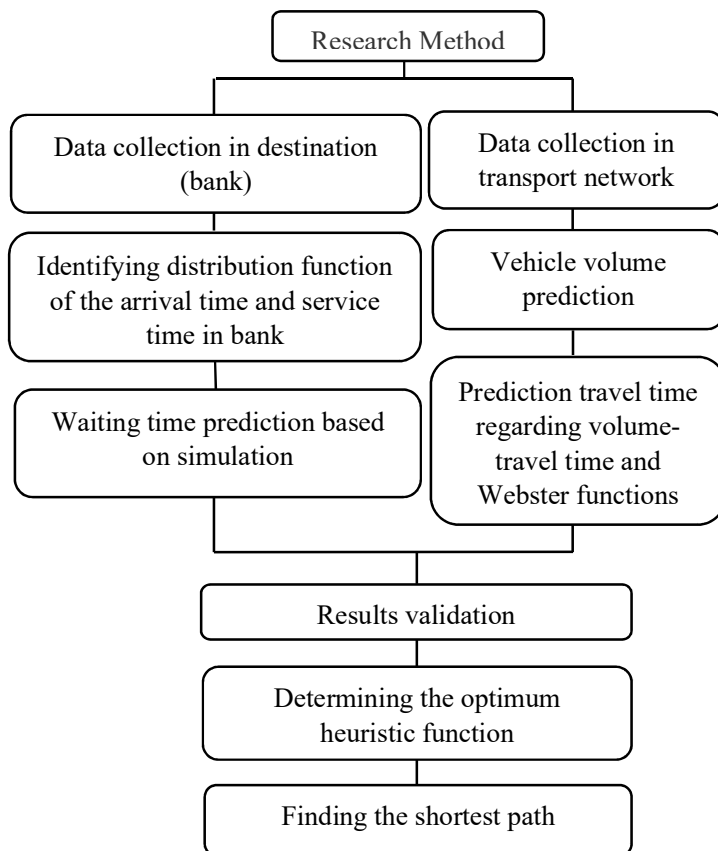 Research Method
Data collection in destination
(bank)
Identifying distribution function
of the arrival time and service
time in bank
Waiting time prediction based
on simulation
Data collection in
transport network
Vehicle volume
prediction
Prediction travel time
regarding volume-
travel time and
Webster functions
Results validation
Determining the optimum
heuristic function
Finding the shortest path